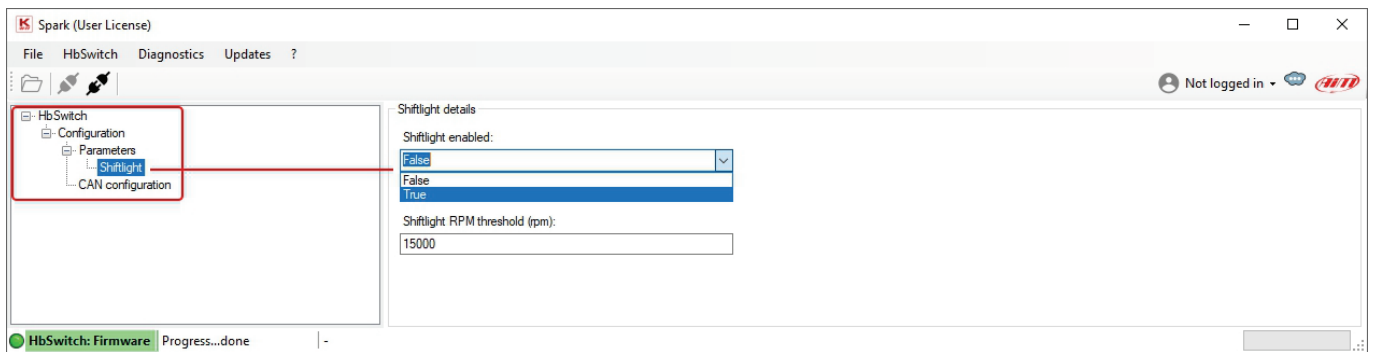 Spark (User License)
File HbSwitch Diagnostics Updates ?
Not logged in
AiM
HbSwitch
Configuration
Parameters
Shiftlight
CAN configuration
Shiftlight details
Shiftlight enabled:
False
False
True
Shiftlight RPM threshold (rpm):
15000
HbSwitch: Firmware Progress...done -